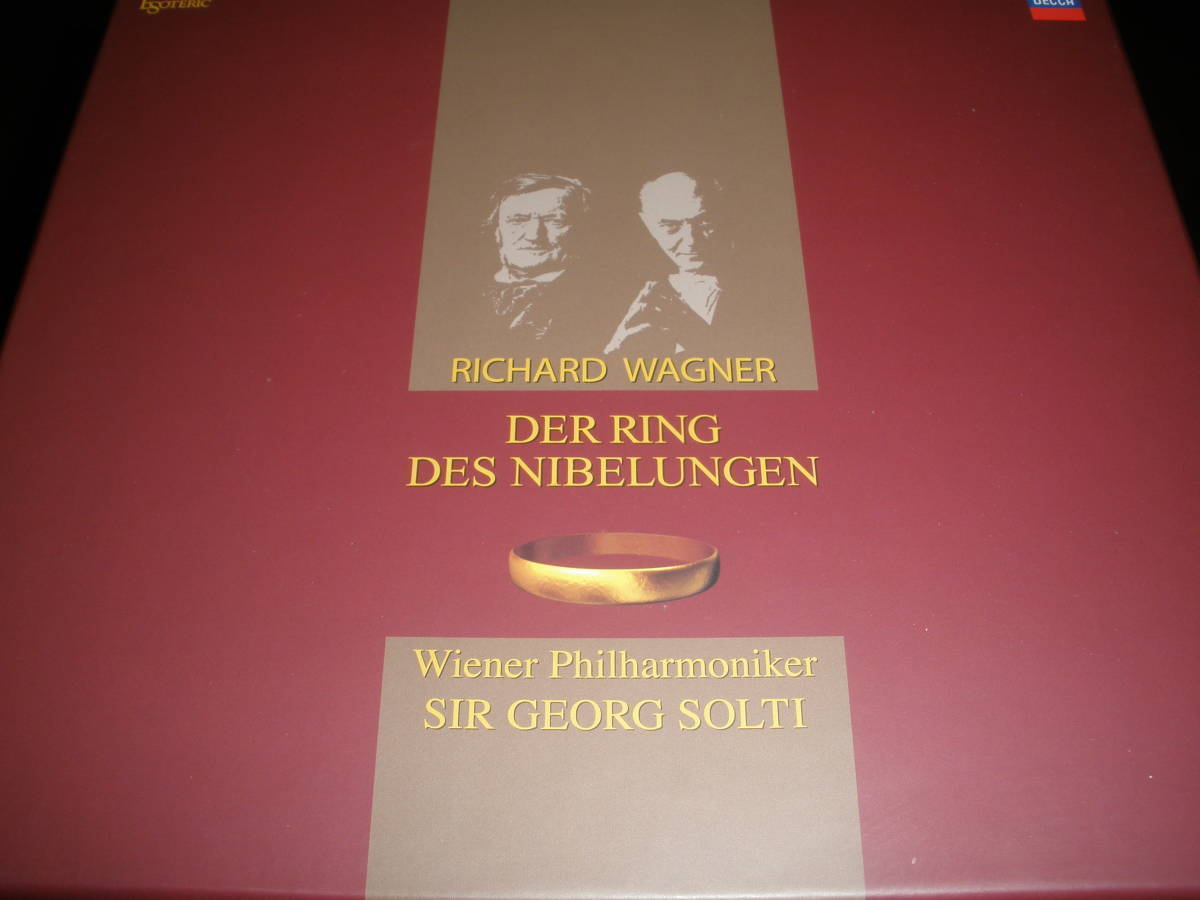 ESOTERIC
DECCA
RICHARD WAGNER
DER RING
DES NIBELUNGEN
Wiener Philharmoniker
SIR GEORG SOLTI